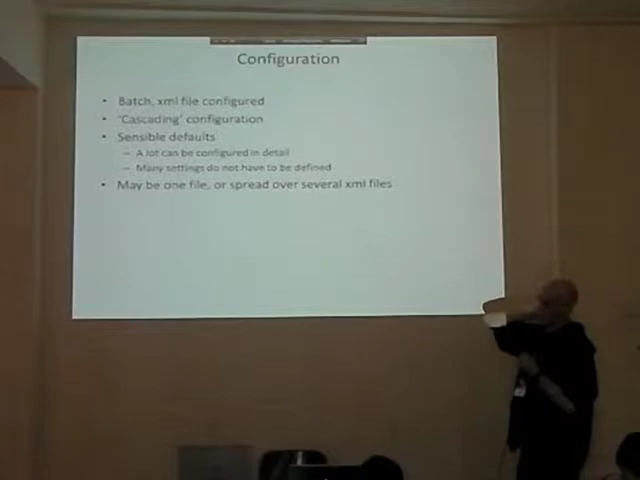 Configuration
• Batch, xml file configured
• 'Cascading' configuration
• Sensible defaults
– A lot can be configured in detail
– Many settings do not have to be defined
• May be one file, or spread over several xml files